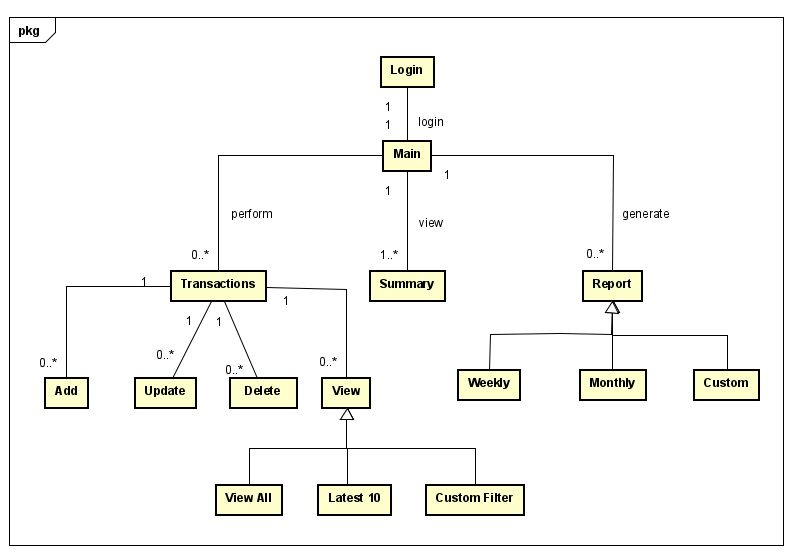 pkg
Login
1
1
login
Main
1
1
perform
view
generate
0..*
1..*
0..*
Transactions
Summary
Report
1
1
1
1
0..*
0..*
0..*
0..*
Add
Update
Delete
View
Weekly
Monthly
Custom
View All
Latest 10
Custom Filter